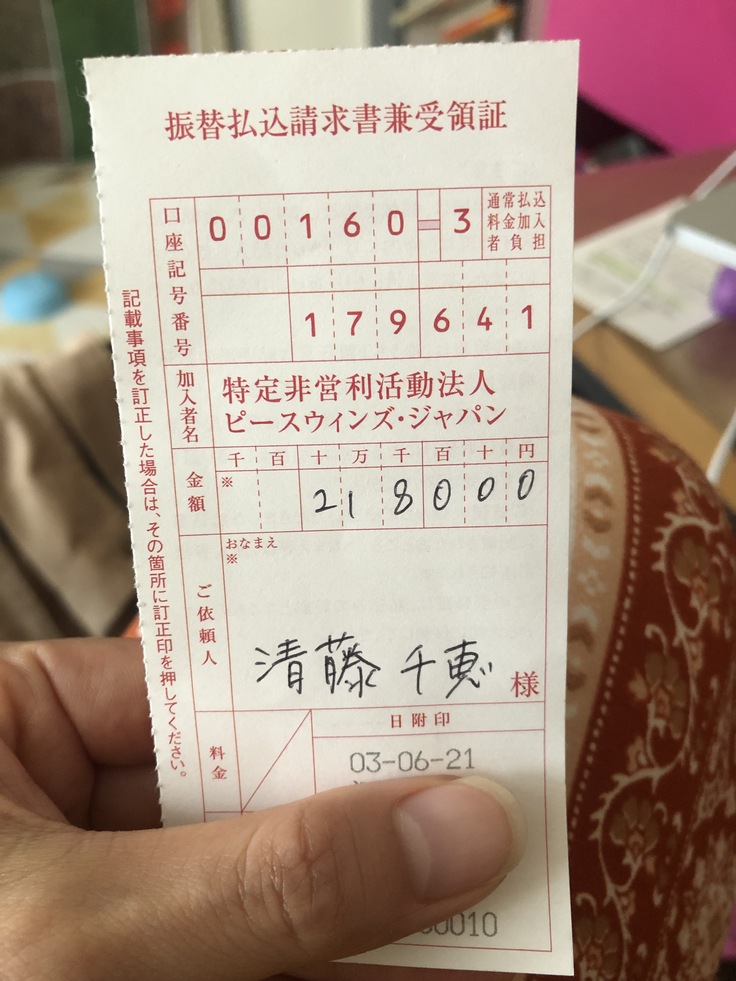 振替払込請求書兼受領証
口座記号番号
00160-3
通常払込
料金加入
者負担
179641
加入者名
特定非営利活動法人
ピースウィンズ・ジャパン
金額
千百十万千百十円
※
218000
ご依頼人
おなまえ
※
清藤 千恵 様
料金
日附印
03-06-21
0010
記載事項を訂正した場合は、その箇所に訂正印を押してください。